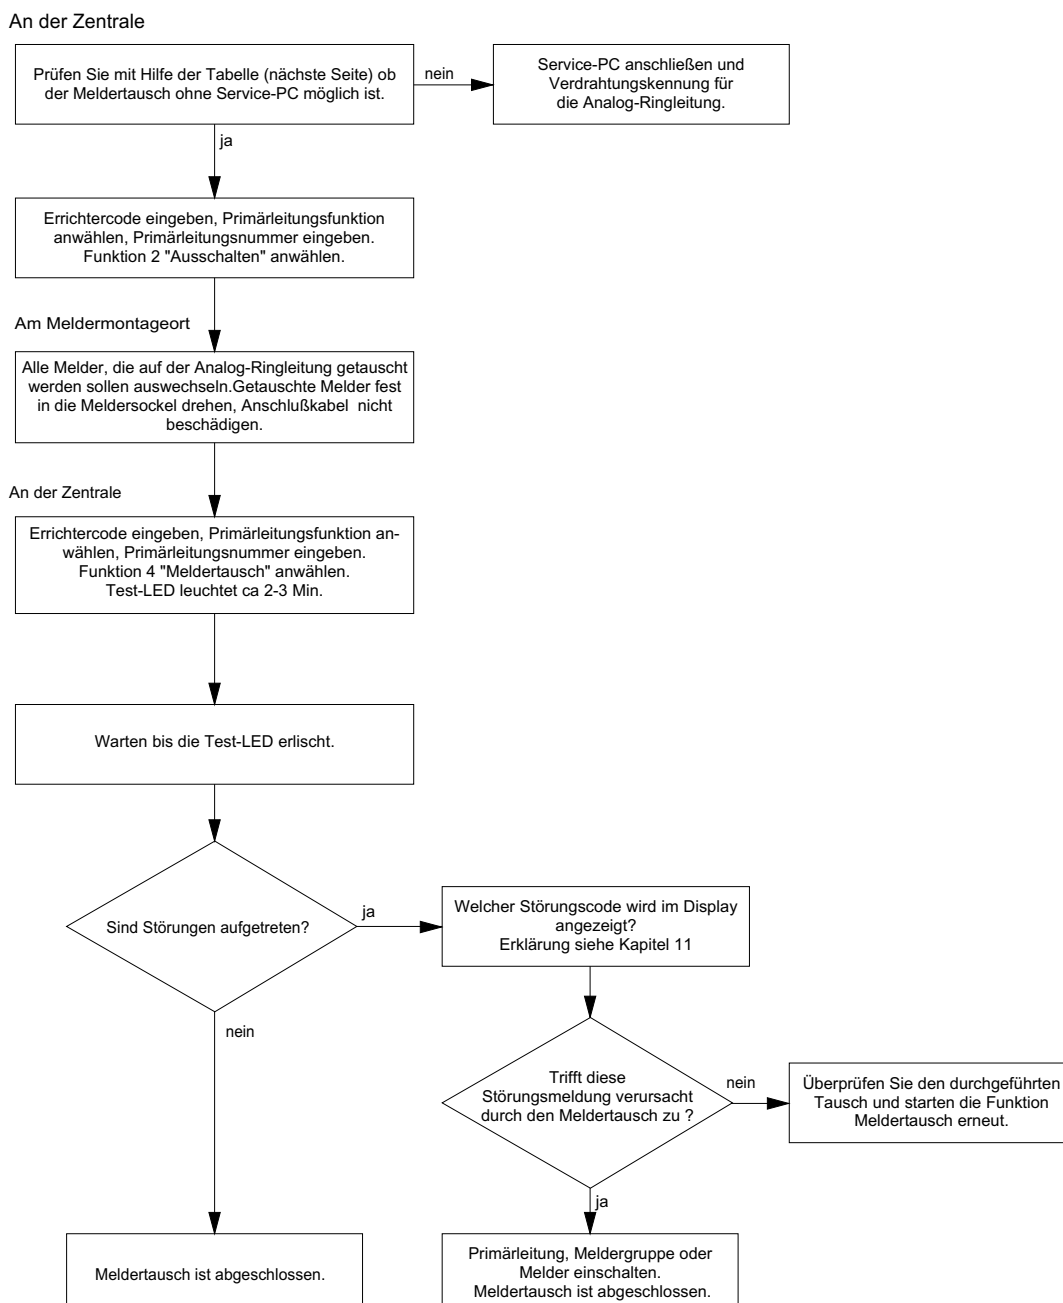 An der Zentrale
Prüfen Sie mit Hilfe der Tabelle (nächste Seite) ob
der Meldertausch ohne Service-PC möglich ist.
nein
Service-PC anschließen und
Verdrahtungskennung für
die Analog-Ringleitung.
ja
Errichtercode eingeben, Primärleitungsfunktion
anwählen, Primärleitungsnummer eingeben.
Funktion 2 "Ausschalten" anwählen.
Am Meldermontageort
Alle Melder, die auf der Analog-Ringleitung getauscht
werden sollen auswechseln.Getauschte Melder fest
in die Meldersockel drehen, Anschlußkabel nicht
beschädigen.
An der Zentrale
Errichtercode eingeben, Primärleitungsfunktion an-
wählen, Primärleitungsnummer eingeben.
Funktion 4 "Meldertausch" anwählen.
Test-LED leuchtet ca 2-3 Min.
Warten bis die Test-LED erlischt.
Sind Störungen aufgetreten?
ja
Welcher Störungscode wird im Display
angezeigt?
Erklärung siehe Kapitel 11
nein
Trifft diese
Störungsmeldung verursacht
durch den Meldertausch zu ?
nein
Überprüfen Sie den durchgeführten
Tausch und starten die Funktion
Meldertausch erneut.
ja
Meldertausch ist abgeschlossen.
Primärleitung, Meldergruppe oder
Melder einschalten.
Meldertausch ist abgeschlossen.